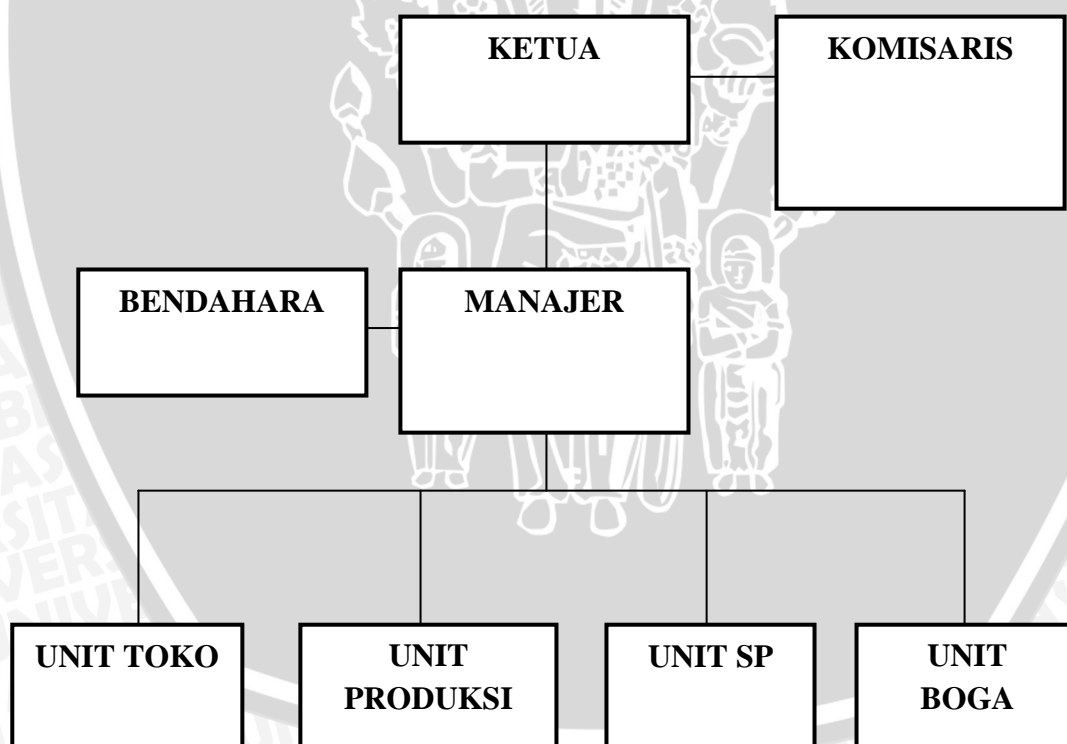 KETUA
KOMISARIS
BENDAHARA
MANAJER
UNIT TOKO
UNIT
PRODUKSI
UNIT SP
UNIT
BOGA